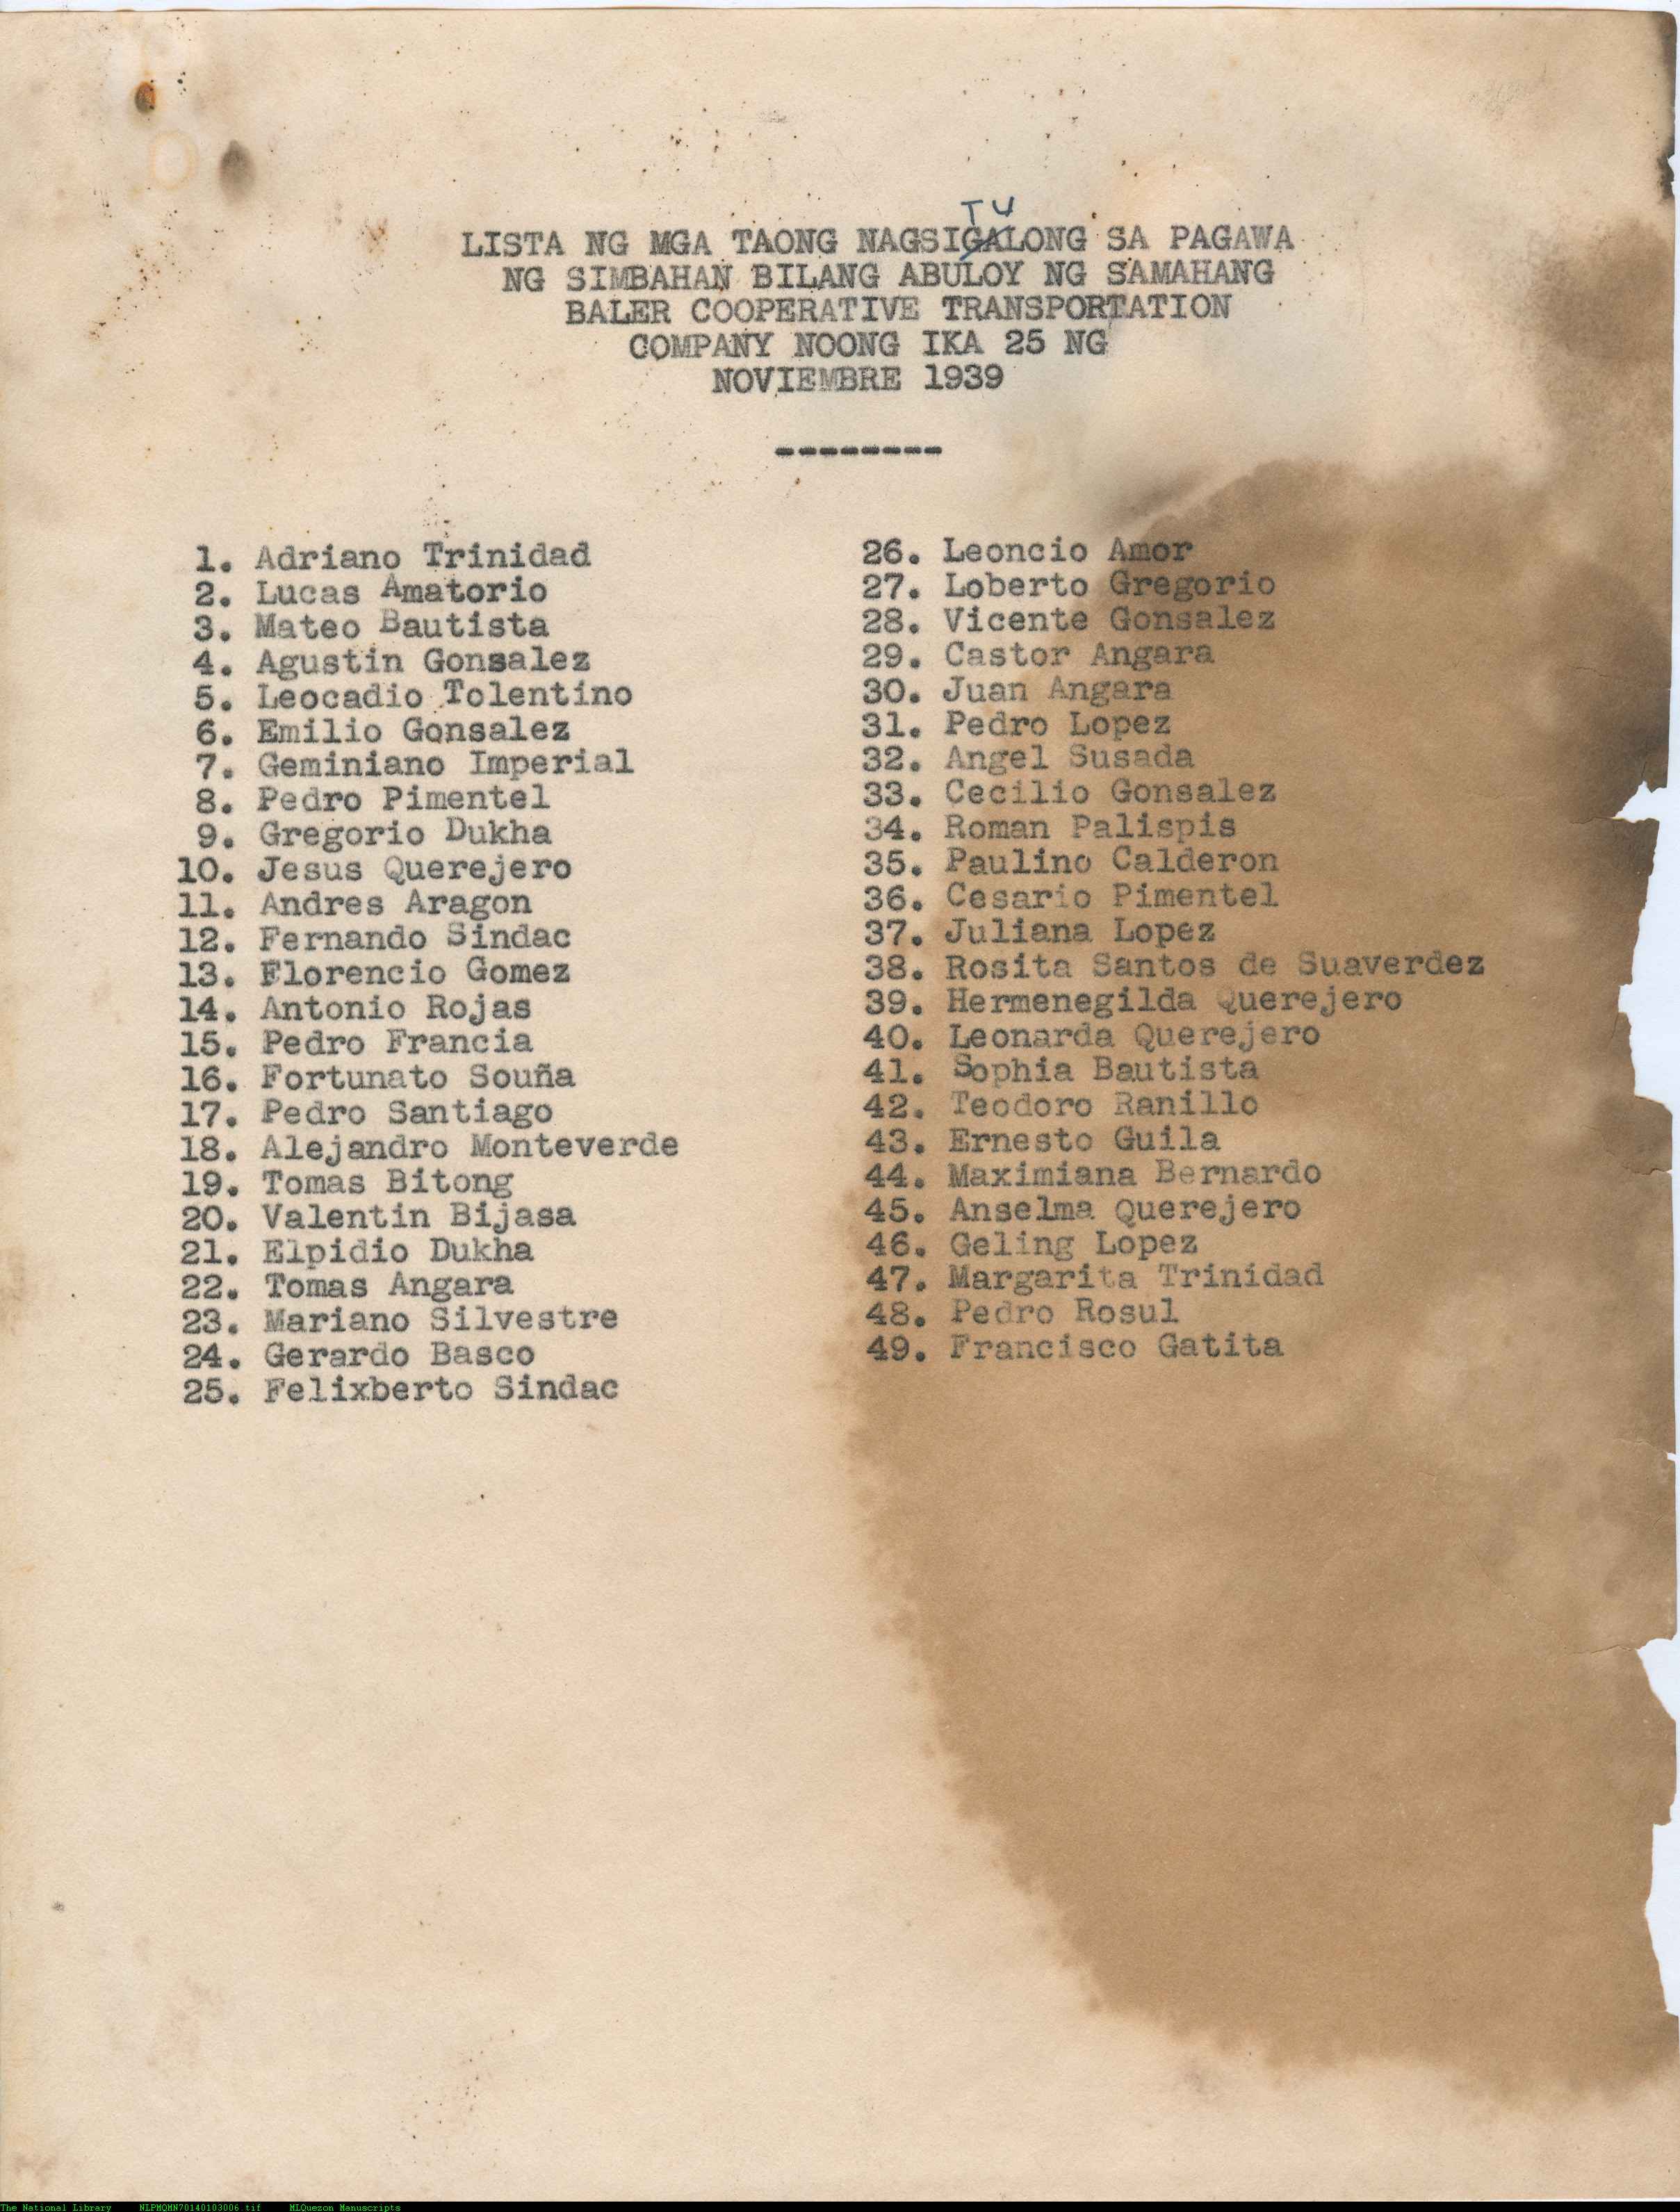 TU
LISTA NG MGA TAONG NAGSIGALONG SA PAGAWA
NG SIMBAHAN BILANG ABULOY NG SAMAHANG
BALER COOPERATIVE TRANSPORTATION
COMPANY NOONG IKA 25 NG
NOVIEMBRE 1939
--------
1. Adriano Trinidad
2. Lucas Amatorio
3. Mateo Bautista
4. Agustin Gonsalez
5. Leocadio Tolentino
6. Emilio Gonsalez
7. Geminiano Imperial
8. Pedro Pimentel
9. Gregorio Dukha
10. Jesus Querejero
11. Andres Aragon
12. Fernando Sindac
13. Florencio Gomez
14. Antonio Rojas
15. Pedro Francia
16. Fortunato Souña
17. Pedro Santiago
18. Alejandro Monteverde
19. Tomas Bitong
20. Valentin Bijasa
21. Elpidio Dukha
22. Tomas Angara
23. Mariano Silvestre
24. Gerardo Basco
25. Felixberto Sindac
26. Leoncio Amor
27. Loberto Gregorio
28. Vicente Gonsalez
29. Castor Angara
30. Juan Angara
31. Pedro Lopez
32. Angel Susada
33. Cecilio Gonsalez
34. Roman Palispis
35. Paulino Calderon
36. Cesario Pimentel
37. Juliana Lopez
38. Rosita Santos de Suaverdez
39. Hermenegilda Querejero
40. Leonarda Querejero
41. Sophia Bautista
42. Teodoro Ranillo
43. Ernesto Guila
44. Maximiana Bernardo
45. Anselma Querejero
46. Geling Lopez
47. Margarita Trinidad
48. Pedro Rosul
49. Francisco Gatita
The National Library NLPMQMN70140103006.tif MLQuezon Manuscripts